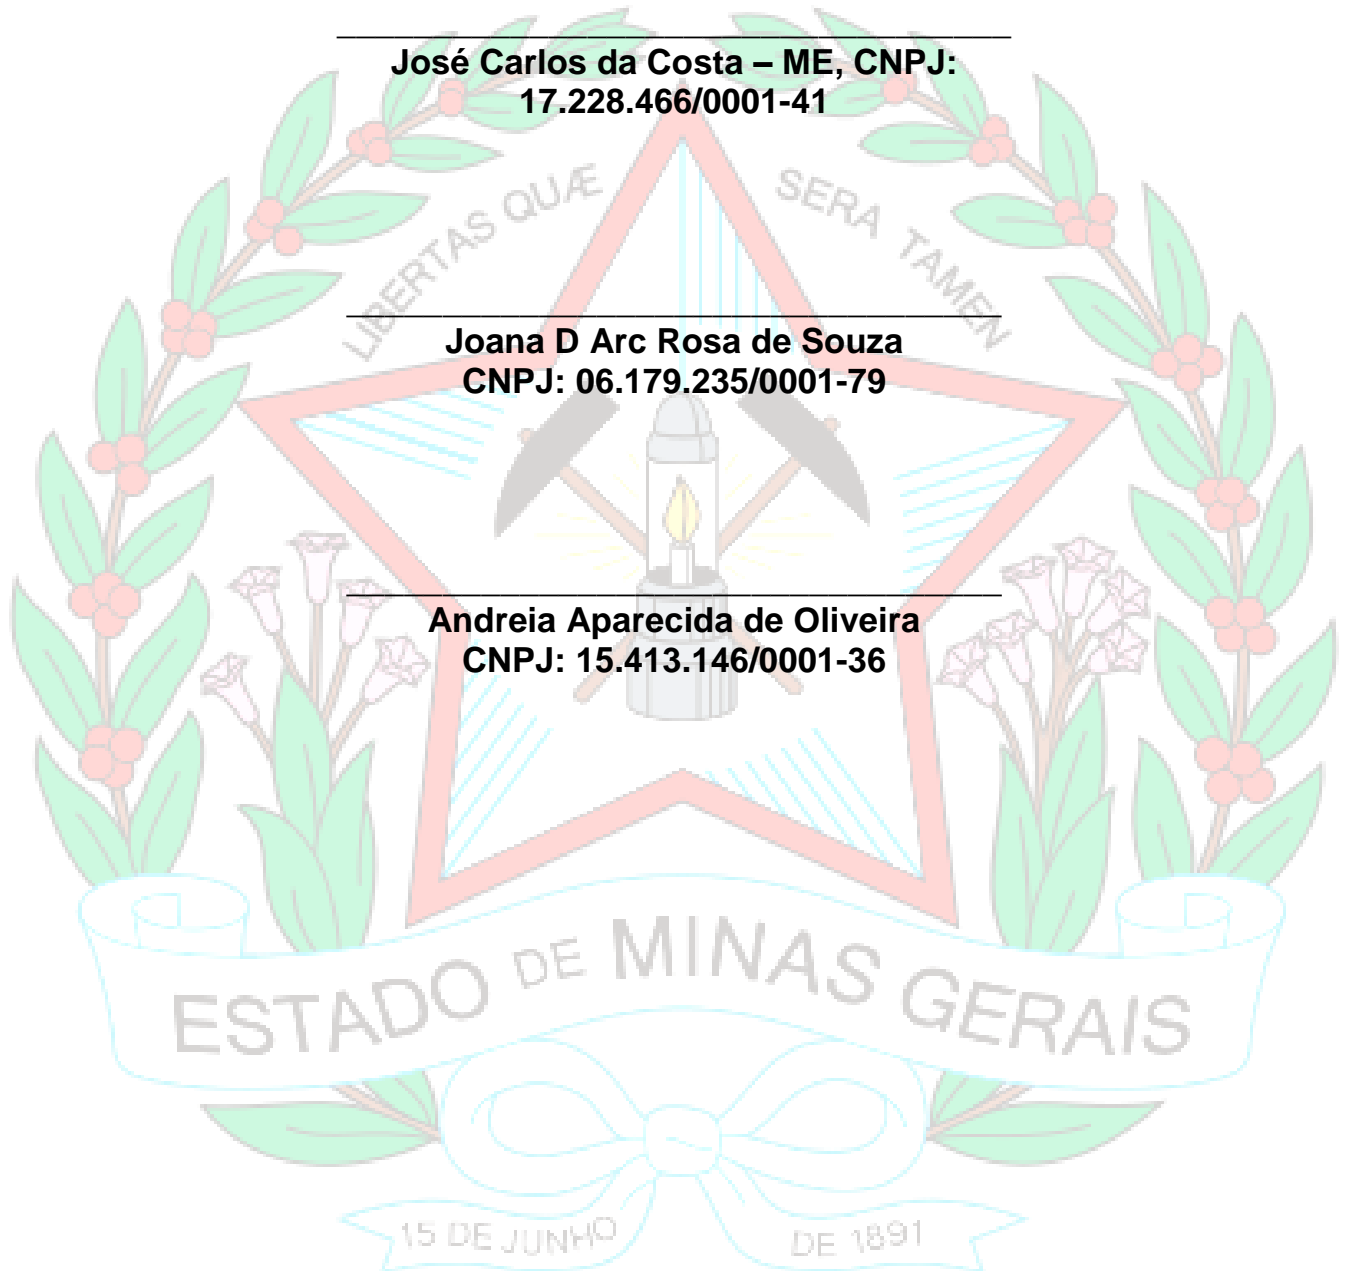 José Carlos da Costa – ME, CNPJ:
17.228.466/0001-41
LIBERTAS QUÆ SERA TAMEN
Joana D Arc Rosa de Souza
CNPJ: 06.179.235/0001-79
Andreia Aparecida de Oliveira
CNPJ: 15.413.146/0001-36
ESTADO DE MINAS GERAIS
15 DE JUNHO DE 1891